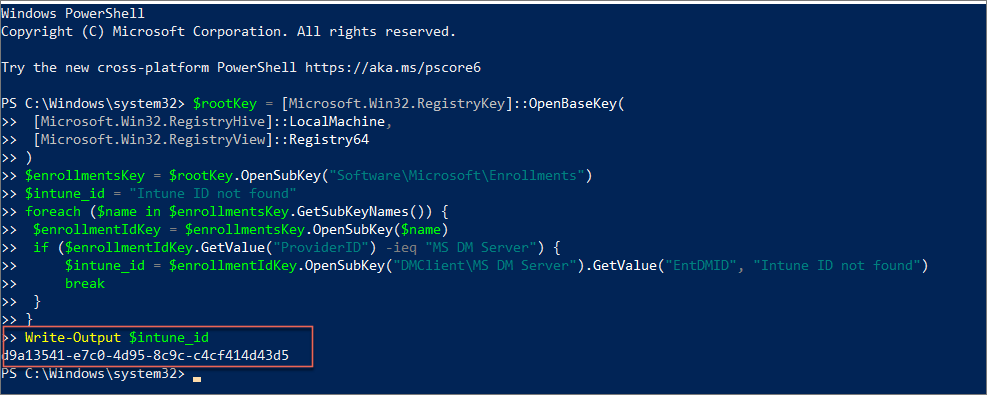 Windows PowerShell
Copyright (C) Microsoft Corporation. All rights reserved.
Try the new cross-platform PowerShell https://aka.ms/pscore6
PS C:\Windows\system32> $rootKey = [Microsoft.Win32.RegistryKey]::OpenBaseKey(
>>  [Microsoft.Win32.RegistryHive]::LocalMachine,
>>  [Microsoft.Win32.RegistryView]::Registry64
>> )
>> $enrollmentsKey = $rootKey.OpenSubKey("Software\Microsoft\Enrollments")
>> $intune_id = "Intune ID not found"
>> foreach ($name in $enrollmentsKey.GetSubKeyNames()) {
>>  $enrollmentIdKey = $enrollmentsKey.OpenSubKey($name)
>>  if ($enrollmentIdKey.GetValue("ProviderID") -ieq "MS DM Server") {
>>      $intune_id = $enrollmentIdKey.OpenSubKey("DMClient\MS DM Server").GetValue("EntDMID", "Intune ID not found")
>>      break
>>  }
>> }
>> Write-Output $intune_id
d9a13541-e7c0-4d95-8c9c-c4cf414d43d5
PS C:\Windows\system32>